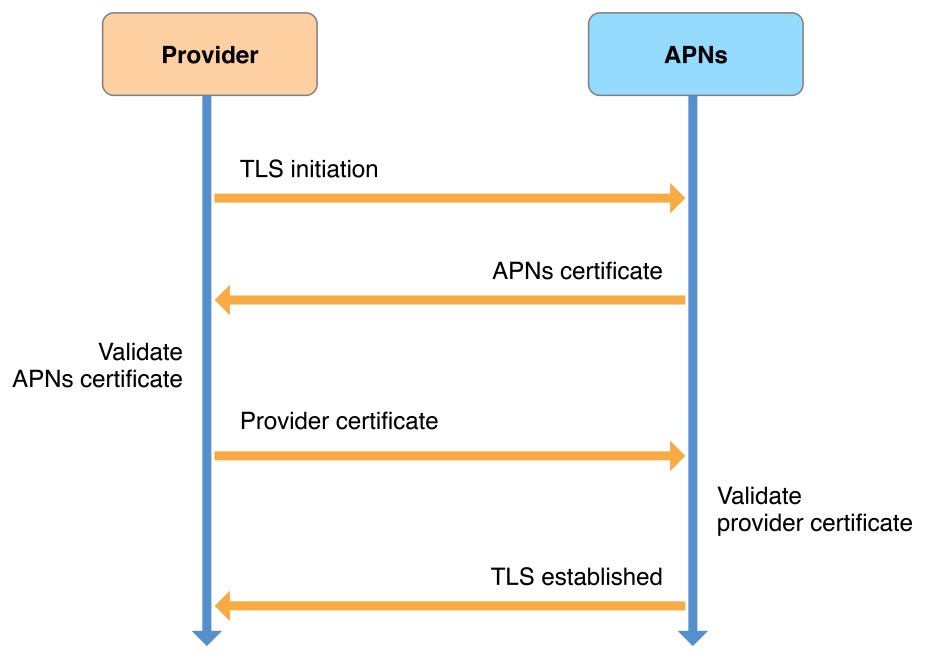 Provider
APNs
TLS initiation
APNs certificate
Validate
APNs certificate
Provider certificate
Validate
provider certificate
TLS established